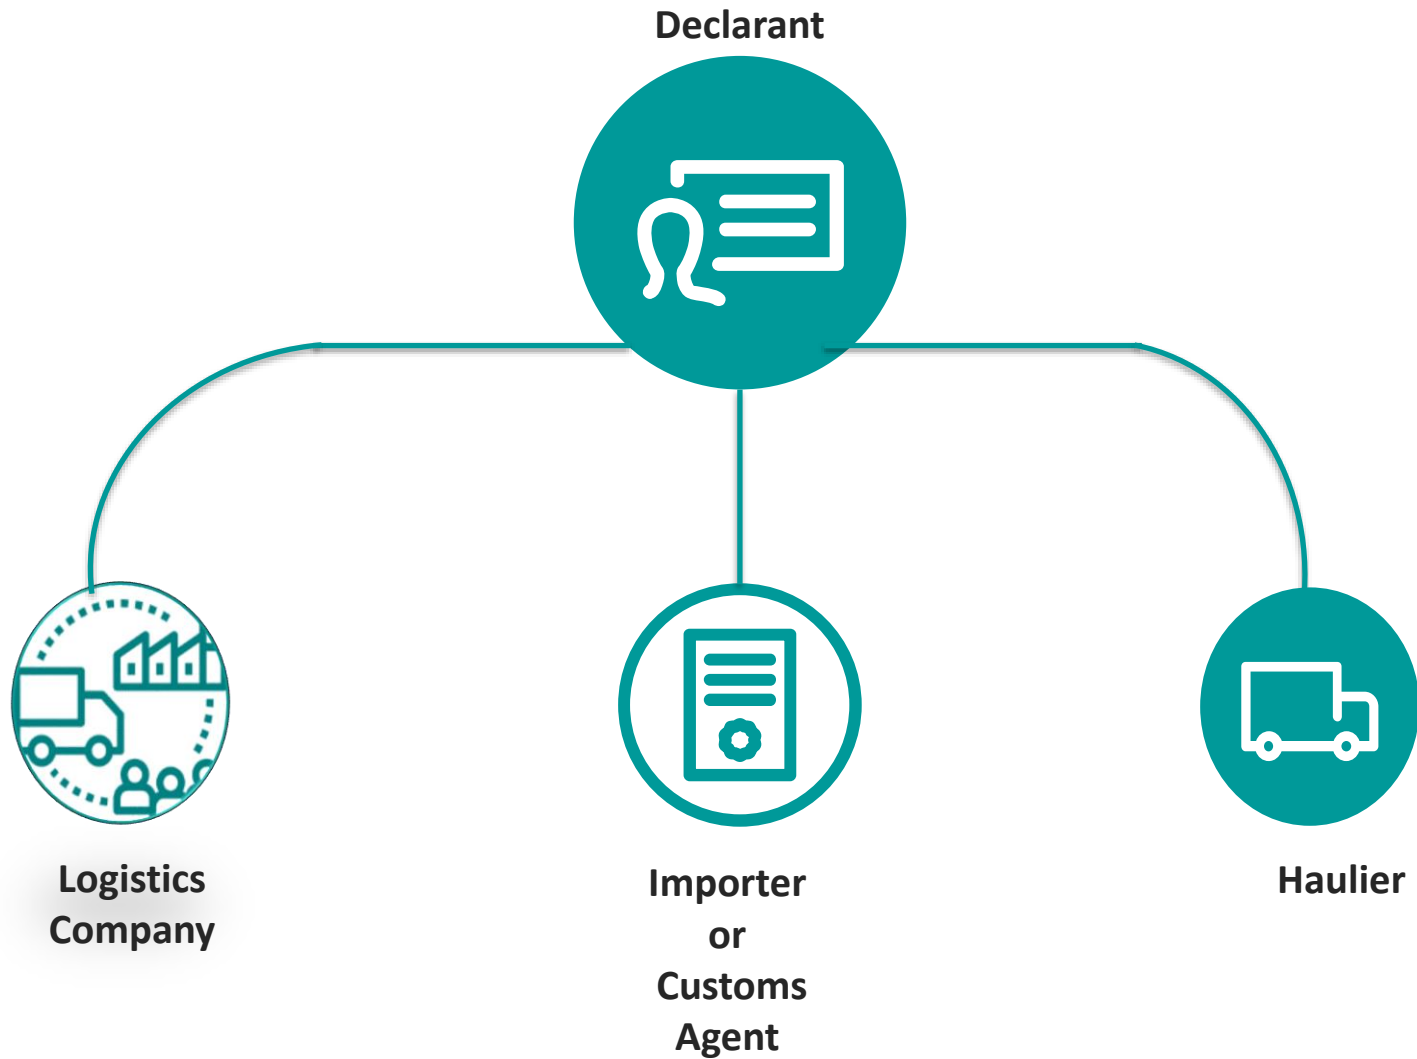 Declarant
Logistics
Company
Importer
or
Customs
Agent
Haulier